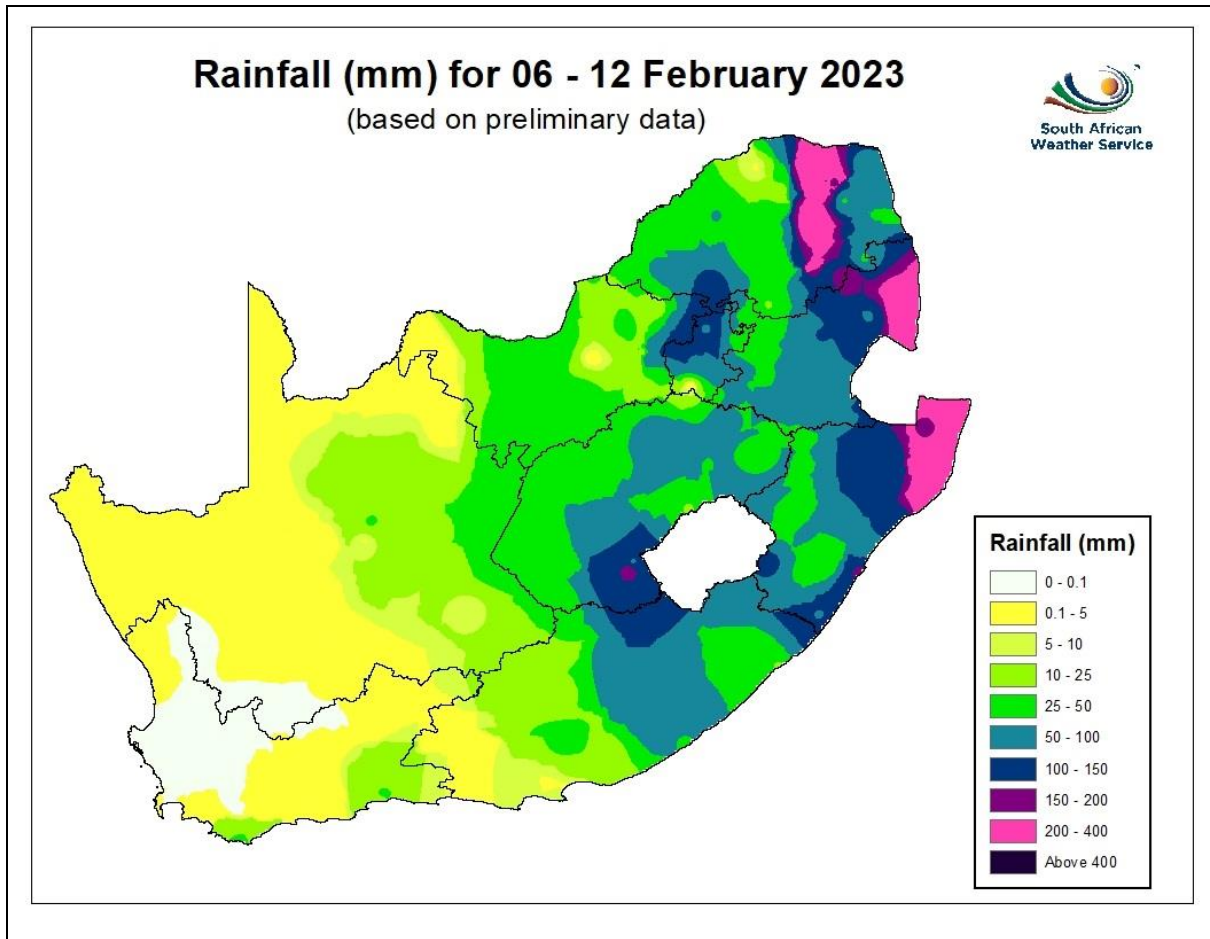 Rainfall (mm) for 06 - 12 February 2023
(based on preliminary data)
South African
Weather Service
Rainfall (mm)
0 - 0.1
0.1 - 5
5 - 10
10 - 25
25 - 50
50 - 100
100 - 150
150 - 200
200 - 400
Above 400